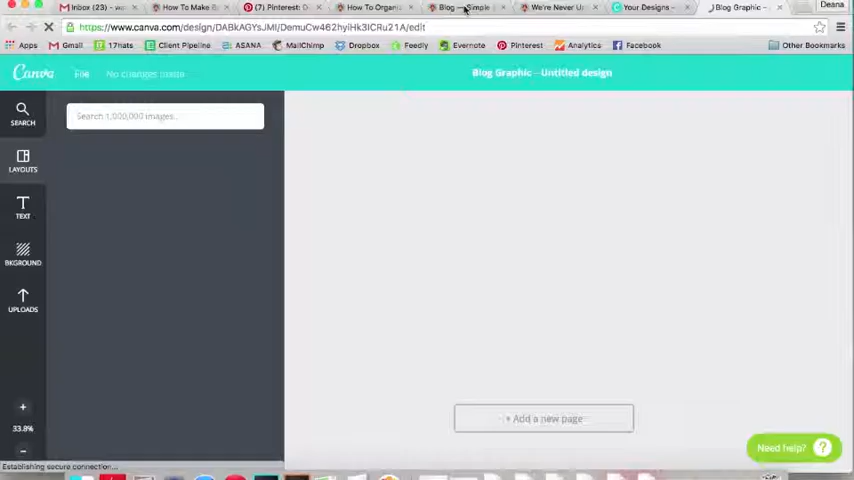 Inbox (23) - w
How To Make B
(7) Pinterest:
How To Organiz
Blog — Simple
We're Never U
Your Designs –
Blog Graphic –
Deana
https://www.canva.com/design/DABkAGYsJMI/DemuCw462hyiHk3ICRu21A/edit
Apps
Gmail
17hats
Client Pipeline
ASANA
MailChimp
Dropbox
Feedly
Evernote
Pinterest
Analytics
Facebook
Other Bookmarks
Canva
File
No changes made
Blog Graphic – Untitled design
SEARCH
Search 1,000,000 images...
LAYOUTS
TEXT
BKGROUND
UPLOADS
+ Add a new page
33.8%
Need help? ?
Establishing secure connection...